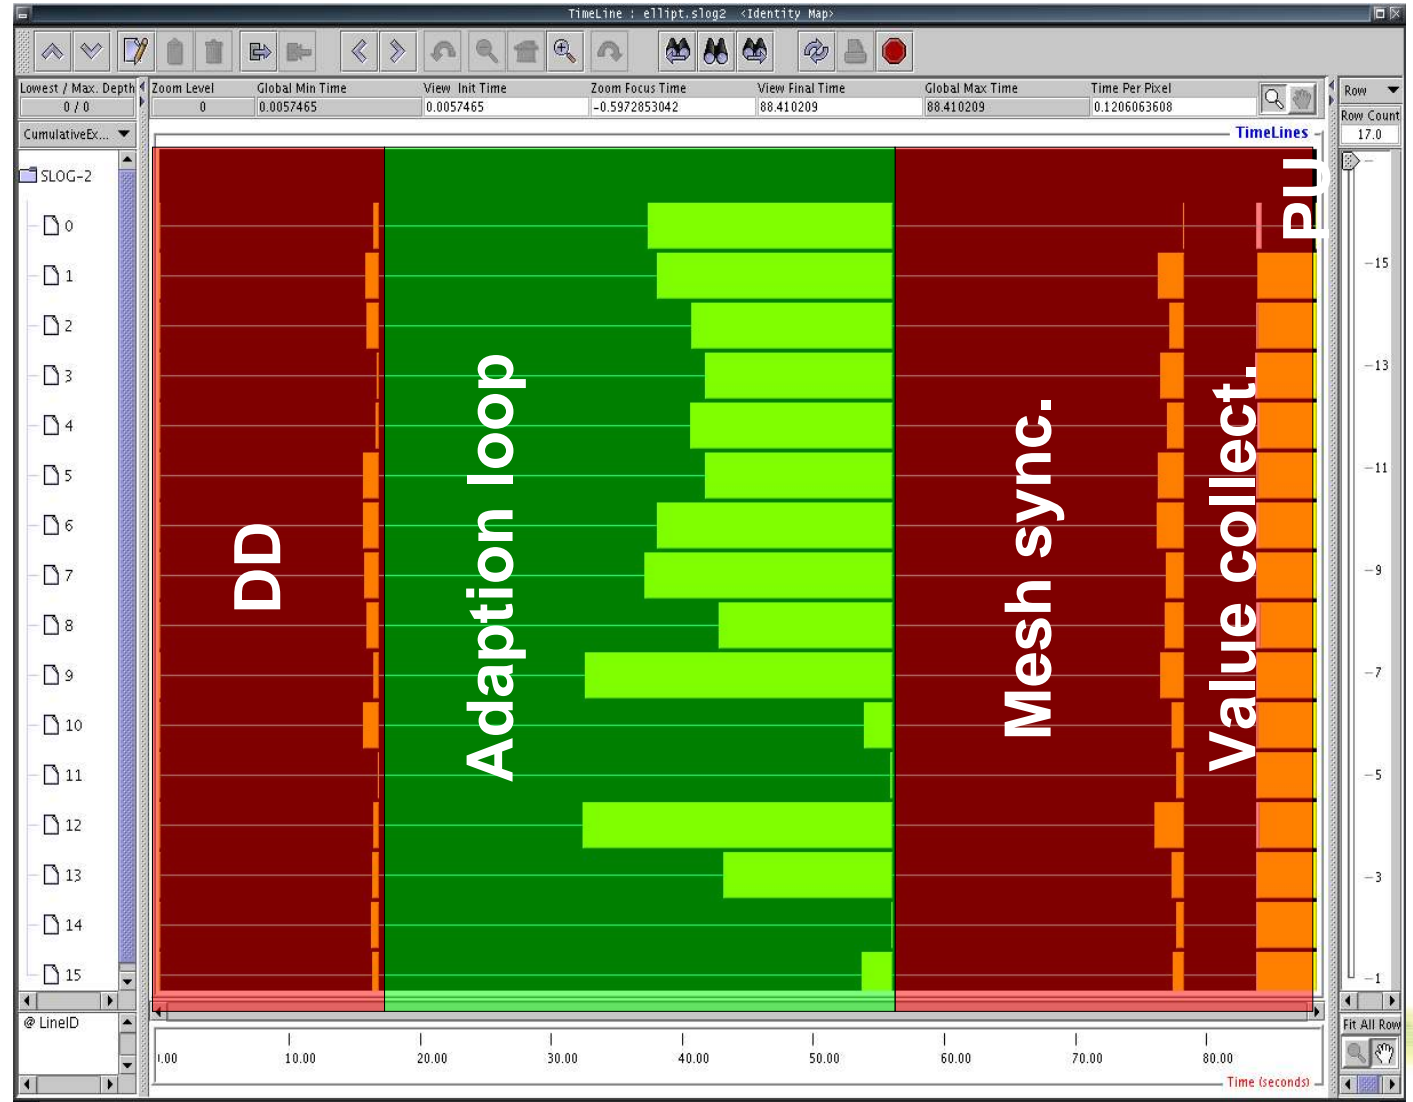 TimeLine : ellipt.slog2 <Identity Map>
Lowest / Max. Depth
0 / 0
Zoom Level
0
Global Min Time
0.0057465
View Init Time
0.0057465
Zoom Focus Time
-0.5972853042
View Final Time
88.410209
Global Max Time
88.410209
Time Per Pixel
0.1206063608
Row
Row Count
17.0
CumulativeEx...
TimeLines
SLOG-2
0
1
2
3
4
5
6
7
8
9
10
11
12
13
14
15
DD
Adaption loop
Mesh sync.
Value collect.
PU
15
13
11
9
7
5
3
1
@ LineID
Fit All Row
.00
10.00
20.00
30.00
40.00
50.00
60.00
70.00
80.00
Time (seconds)